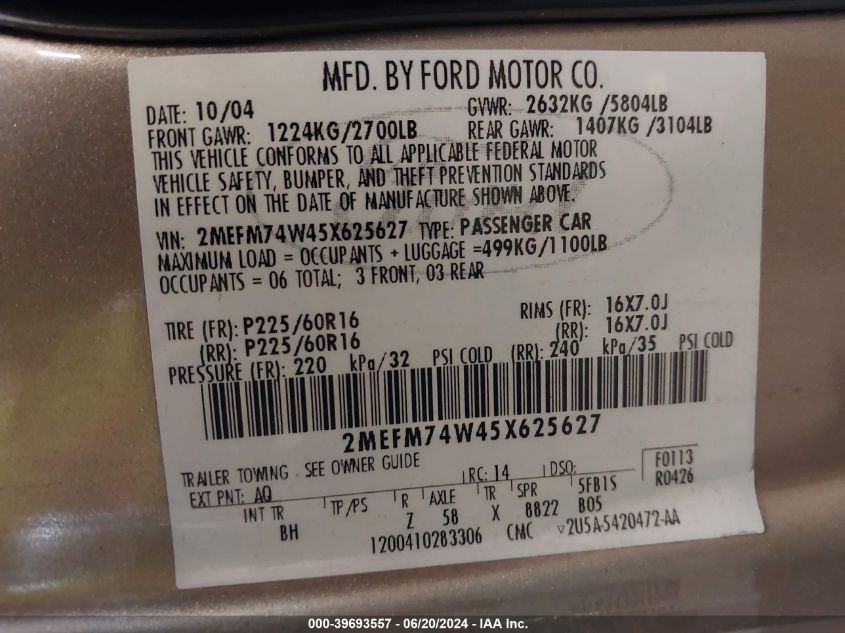 MFD. BY FORD MOTOR CO.
DATE: 10/04 GVWR: 2632KG /5804LB
FRONT GAWR: 1224KG/2700LB REAR GAWR: 1407KG /3104LB
THIS VEHICLE CONFORMS TO ALL APPLICABLE FEDERAL MOTOR
VEHICLE SAFETY, BUMPER, AND THEFT PREVENTION STANDARDS
IN EFFECT ON THE DATE OF MANUFACTURE SHOWN ABOVE.
VIN: 2MEFM74W45X625627 TYPE: PASSENGER CAR
MAXIMUM LOAD = OCCUPANTS + LUGGAGE =499KG/1100LB
OCCUPANTS = 06 TOTAL; 3 FRONT, 03 REAR
TIRE (FR): P225/60R16 RIMS (FR): 16X7.0J
(RR): P225/60R16 (RR): 16X7.0J
PRESSURE (FR): 220 kPa/32 PSI COLD (RR): 240 kPa/35 PSI COLD
2MEFM74W45X625627
TRAILER TOWING - SEE OWNER GUIDE
EXT PNT: AQ RC: 14 DSO: F0113
R0426
INT TR TP/PS R AXLE TR SPR 5FB1S
BH Z 58 X 8822 B05
1200410283306 CMC 2U5A-5420472-AA
000-39693557 - 06/20/2024 - IAA Inc.